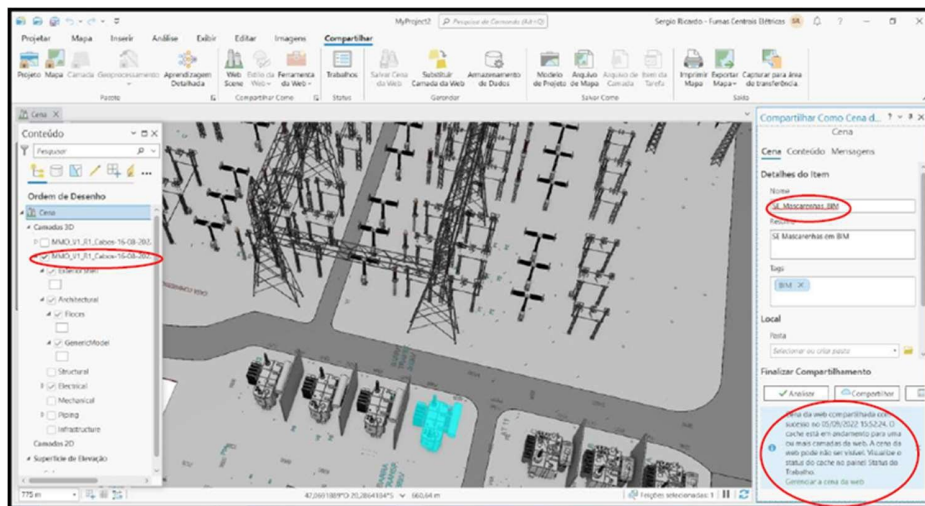 MyProject2
Pesquisa de Comando (Alt+Q)
Sergio Ricardo - Furnas Centrais Elétricas
SR
Projetar Mapa Inserir Análise Exibir Editar Imagens Compartilhar
Projeto Mapa Camada Geoprocessamento Aprendizagem
Detalhada
Web
Scene
Estilo da
Web
Ferramenta
da Web
Trabalhos
Salvar Cena
da Web
Substituir
Camada da Web
Armazenamento
de Dados
Modelo
de Projeto
Arquivo
de Mapa
Arquivo de
Camada
Item da
Tarefa
Imprimir
Mapa
Exportar
Mapa
Capturar para área
de transferência
Pacote
Compartilhar Como
Status
Gerenciar
Salvar Como
Saída
Cena
Conteúdo
Pesquisar
Ordem de Desenho
Cena
Camadas 3D
MMO_V1_R1_Cabos-16-08-202
MMO_V1_R1_Cabos-16-08-202
Exterior Shell
Architectural
Floors
GenericModel
Structural
Electrical
Mechanical
Piping
Infrastructure
Camadas 2D
Superfície de Elevação
775 m
660,64 m
Feições selecionadas: 1
Compartilhar Como Cena d...
Cena
Cena Conteúdo Mensagens
Detalhes do Item
Nome
SE_Mascarenhas_BIM
SE Mascarenhas em BIM
Tags
BIM
Local
Pasta
Selecionar ou criar pasta
Finalizar Compartilhamento
Analisar
Compartilhar
Cena da web compartilhada com
sucesso no 05/09/2022 15:52:24. O
cache está em andamento para uma
ou mais camadas da web. A cena da
web pode não ser visível. Visualize o
status do cache no painel Status do
Trabalho.
Gerenciar a cena da web